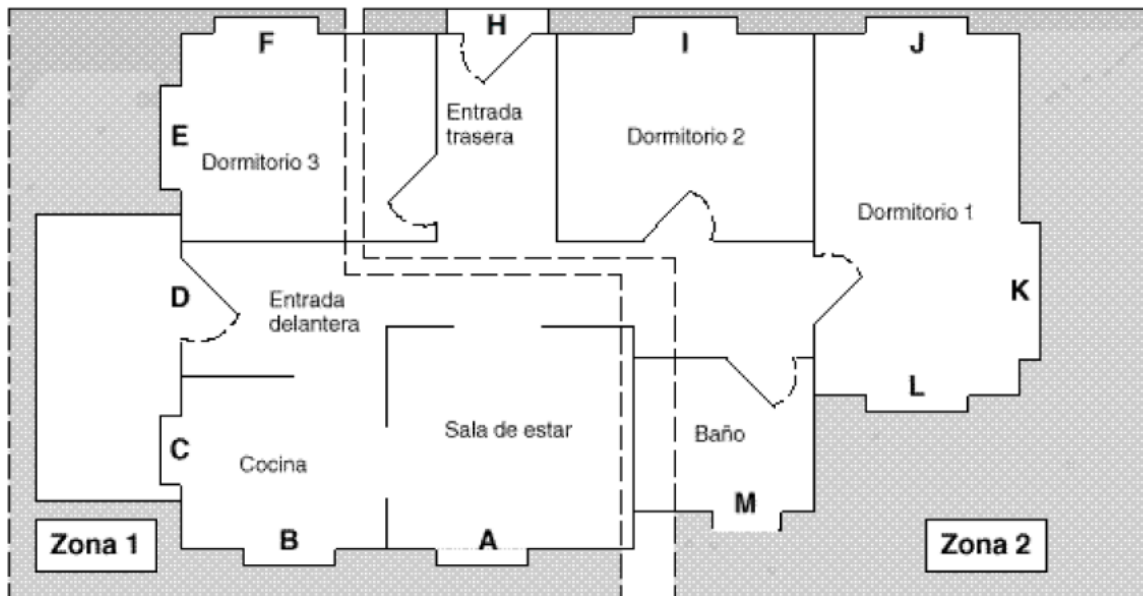 H
F
I
J
Entrada
trasera
E
Dormitorio 3
Dormitorio 2
Dormitorio 1
D
Entrada
delantera
K
L
C
Cocina
Sala de estar
Baño
M
B
A
Zona 1
Zona 2